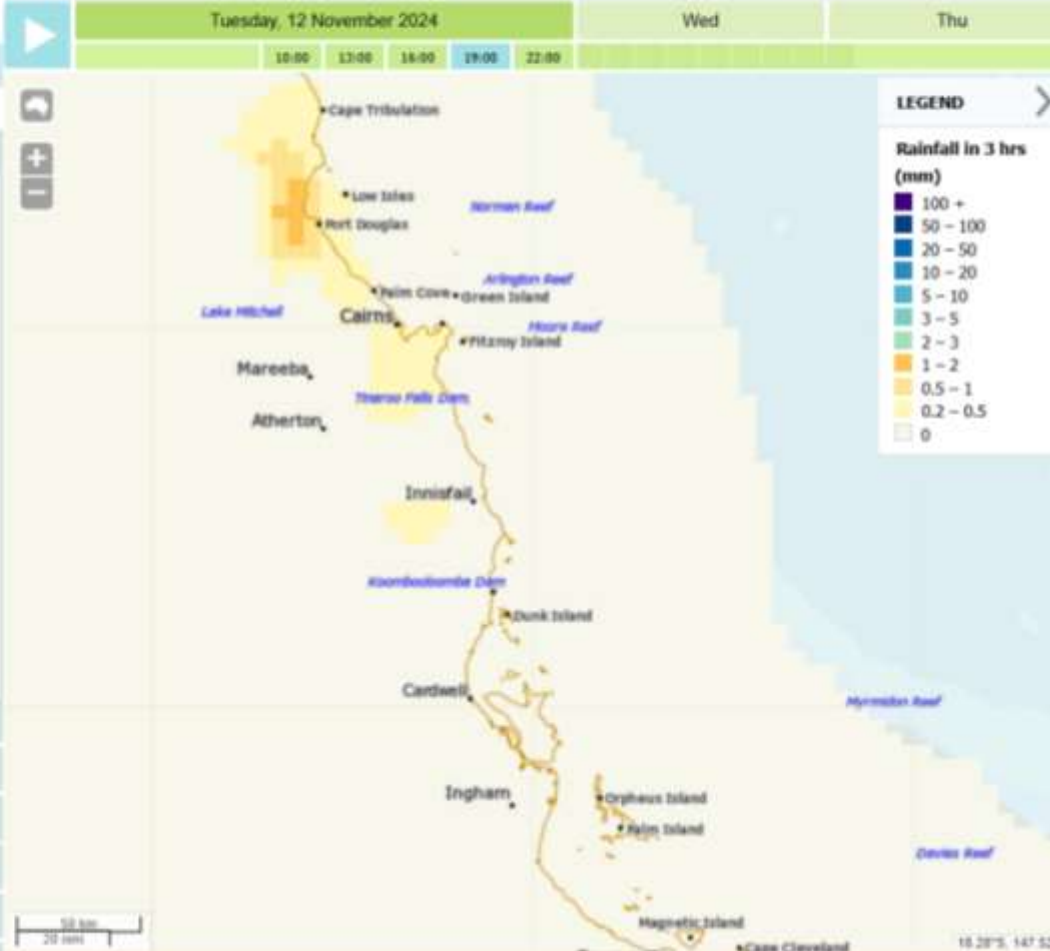 Tuesday, 12 November 2024 Wed Thu
10:00 13:00 16:00 19:00 22:00
LEGEND
Rainfall in 3 hrs
(mm)
100 +
50 – 100
20 – 50
10 – 20
5 – 10
3 – 5
2 – 3
1 – 2
0.5 – 1
0.2 – 0.5
0
Cape Tribulation
Low Isles
Norman Reef
Port Douglas
Arlington Reef
Palm Cove
Green Island
Lake Mitchell
Cairns
Moore Reef
Fitzroy Island
Mareeba
Tinaroo Falls Dam
Atherton
Innisfail
Koombooloomba Dam
Dunk Island
Cardwell
Myrmidon Reef
Ingham
Orpheus Island
Palm Island
Davies Reef
Magnetic Island
Cape Cleveland
50 km
20 nmi